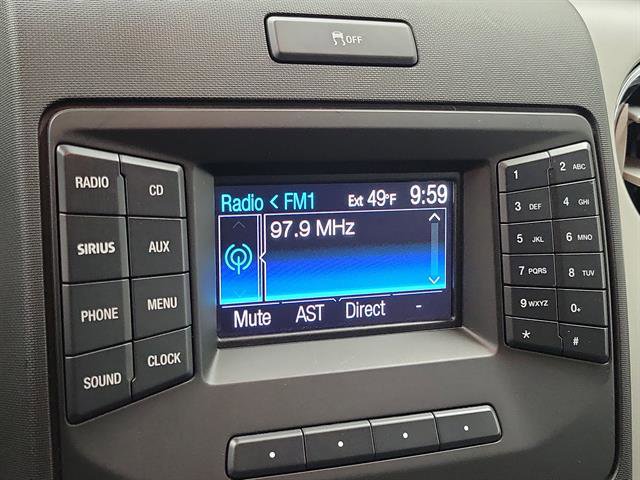 OFF
Radio < FM1 Ext 49°F 9:59
97.9 MHz
Mute AST Direct -
RADIO CD
SIRIUS AUX
PHONE MENU
SOUND CLOCK
1 2 ABC
3 DEF 4 GHI
5 JKL 6 MNO
7 PQRS 8 TUV
9 WXYZ 0+
* #